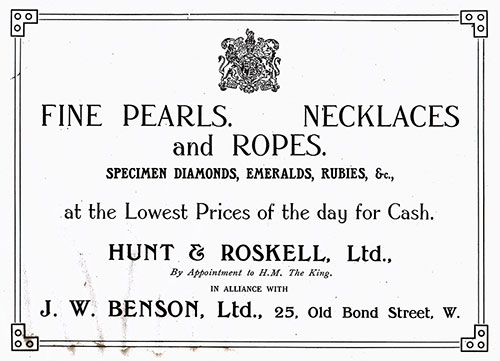 FINE PEARLS. NECKLACES
and ROPES.
SPECIMEN DIAMONDS, EMERALDS, RUBIES, &c.,
at the Lowest Prices of the day for Cash.
HUNT & ROSKELL, Ltd.,
By Appointment to H.M. The King.
IN ALLIANCE WITH
J. W. BENSON, Ltd., 25, Old Bond Street, W.